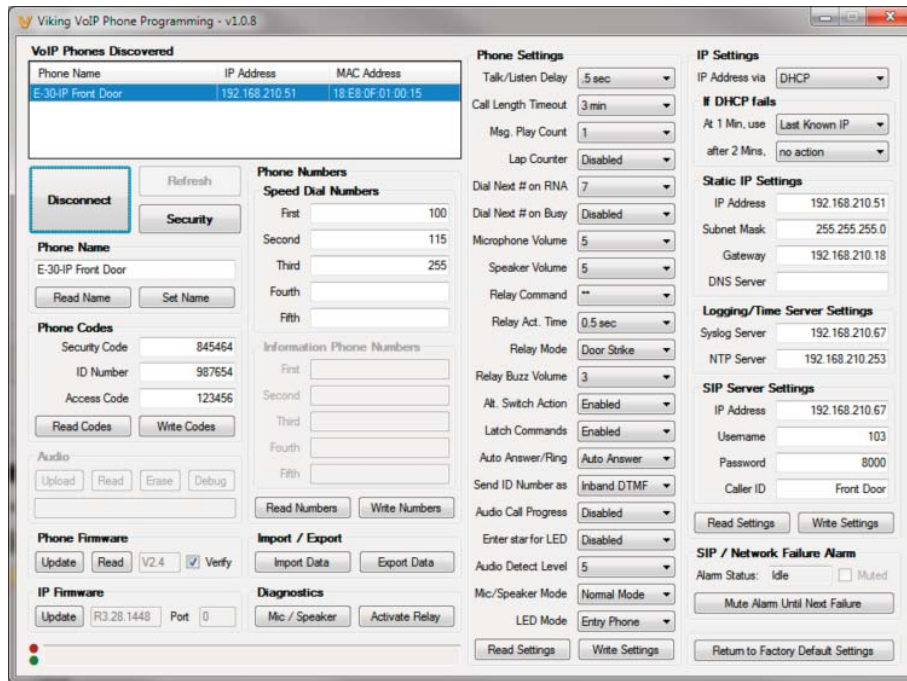 Viking VoIP Phone Programming - v1.0.8
VoIP Phones Discovered
Phone Name IP Address MAC Address
E-30-IP Front Door 192.168.210.51 18:E8:0F:01:00:15
Disconnect
Refresh
Security
Phone Name
E-30-IP Front Door
Read Name Set Name
Phone Codes
Security Code 845464
ID Number 987654
Access Code 123456
Read Codes Write Codes
Audio
Upload Read Erase Debug
Phone Firmware
Update Read V2.4 Verify
IP Firmware
Update R3.28.1448 Port 0
Phone Numbers
Speed Dial Numbers
First 100
Second 115
Third 255
Fourth
Fifth
Information Phone Numbers
First
Second
Third
Fourth
Fifth
Read Numbers Write Numbers
Import / Export
Import Data Export Data
Diagnostics
Mic / Speaker Activate Relay
Phone Settings
Talk/Listen Delay .5 sec
Call Length Timeout 3 min
Msg. Play Count 1
Lap Counter Disabled
Dial Next # on RNA 7
Dial Next # on Busy Disabled
Microphone Volume 5
Speaker Volume 5
Relay Command **
Relay Act. Time 0.5 sec
Relay Mode Door Strike
Relay Buzz Volume 3
Alt. Switch Action Enabled
Latch Commands Enabled
Auto Answer/Ring Auto Answer
Send ID Number as Inband DTMF
Audio Call Progress Disabled
Enter star for LED Disabled
Audio Detect Level 5
Mic/Speaker Mode Normal Mode
LED Mode Entry Phone
Read Settings Write Settings
IP Settings
IP Address via DHCP
If DHCP fails
At 1 Min, use Last Known IP
after 2 Mins, no action
Static IP Settings
IP Address 192.168.210.51
Subnet Mask 255.255.255.0
Gateway 192.168.210.18
DNS Server
Logging/Time Server Settings
Syslog Server 192.168.210.67
NTP Server 192.168.210.253
SIP Server Settings
IP Address 192.168.210.67
Username 103
Password 8000
Caller ID Front Door
Read Settings Write Settings
SIP / Network Failure Alarm
Alarm Status: Idle Muted
Mute Alarm Until Next Failure
Return to Factory Default Settings